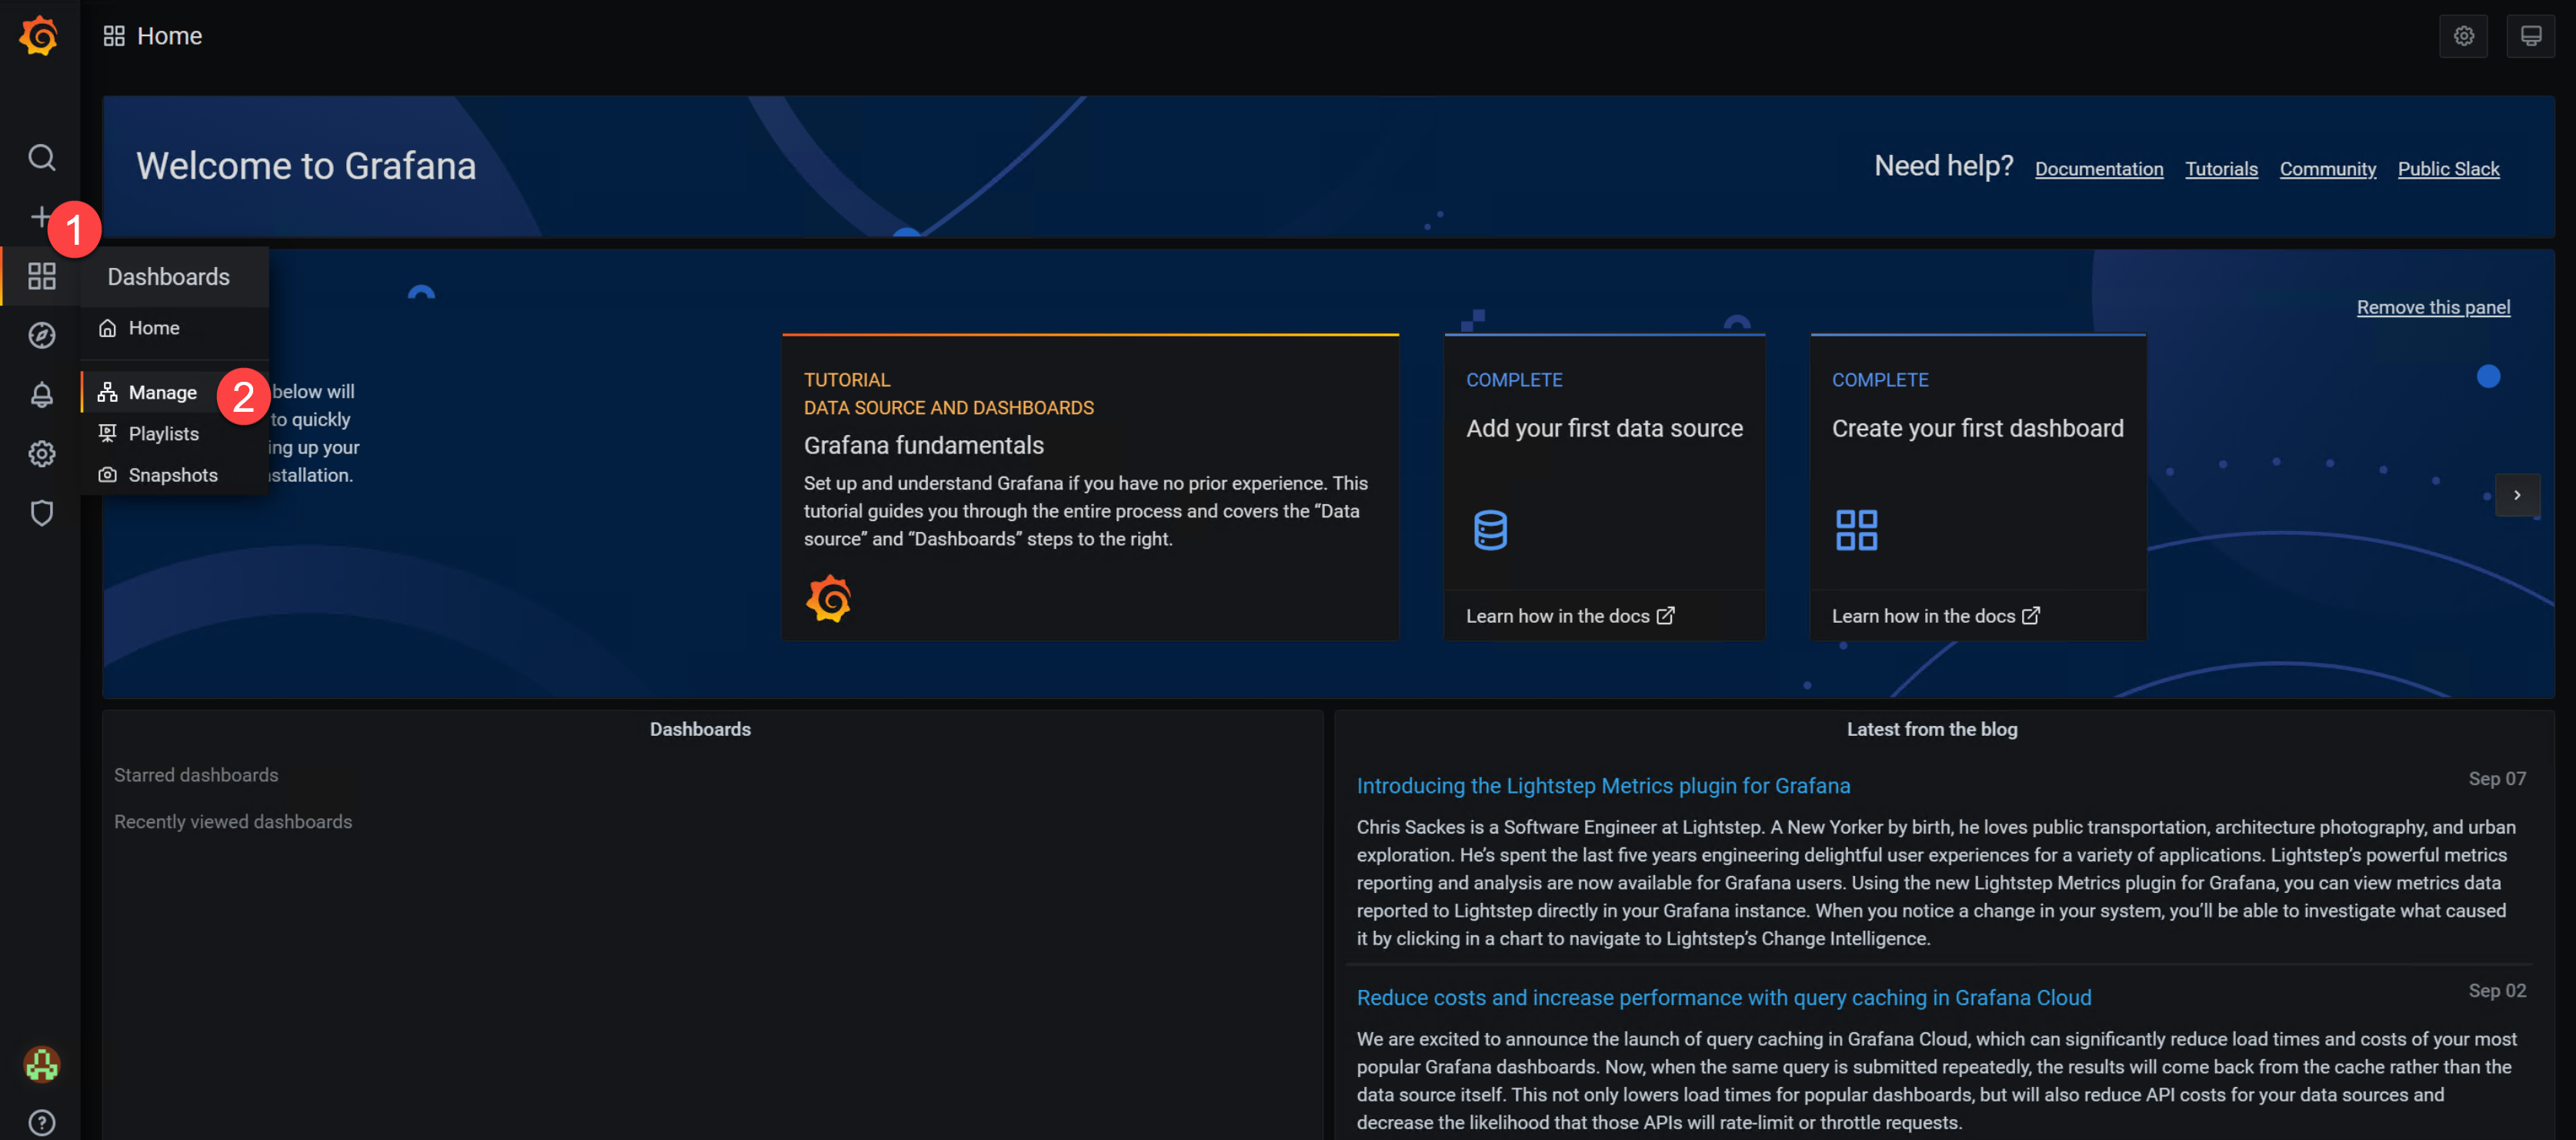 Home
Welcome to Grafana
Need help? Documentation Tutorials Community Public Slack
1
Dashboards
Home
Manage
2
Playlists
Snapshots
below will
to quickly
ing up your
stallation.
Remove this panel
TUTORIAL
DATA SOURCE AND DASHBOARDS
Grafana fundamentals
Set up and understand Grafana if you have no prior experience. This
tutorial guides you through the entire process and covers the “Data
source” and “Dashboards” steps to the right.
COMPLETE
Add your first data source
Learn how in the docs
COMPLETE
Create your first dashboard
Learn how in the docs
Dashboards
Starred dashboards
Recently viewed dashboards
Latest from the blog
Introducing the Lightstep Metrics plugin for Grafana
Sep 07
Chris Sackes is a Software Engineer at Lightstep. A New Yorker by birth, he loves public transportation, architecture photography, and urban
exploration. He’s spent the last five years engineering delightful user experiences for a variety of applications. Lightstep’s powerful metrics
reporting and analysis are now available for Grafana users. Using the new Lightstep Metrics plugin for Grafana, you can view metrics data
reported to Lightstep directly in your Grafana instance. When you notice a change in your system, you’ll be able to investigate what caused
it by clicking in a chart to navigate to Lightstep’s Change Intelligence.
Reduce costs and increase performance with query caching in Grafana Cloud
Sep 02
We are excited to announce the launch of query caching in Grafana Cloud, which can significantly reduce load times and costs of your most
popular Grafana dashboards. Now, when the same query is submitted repeatedly, the results will come back from the cache rather than the
data source itself. This not only lowers load times for popular dashboards, but will also reduce API costs for your data sources and
decrease the likelihood that those APIs will rate-limit or throttle requests.